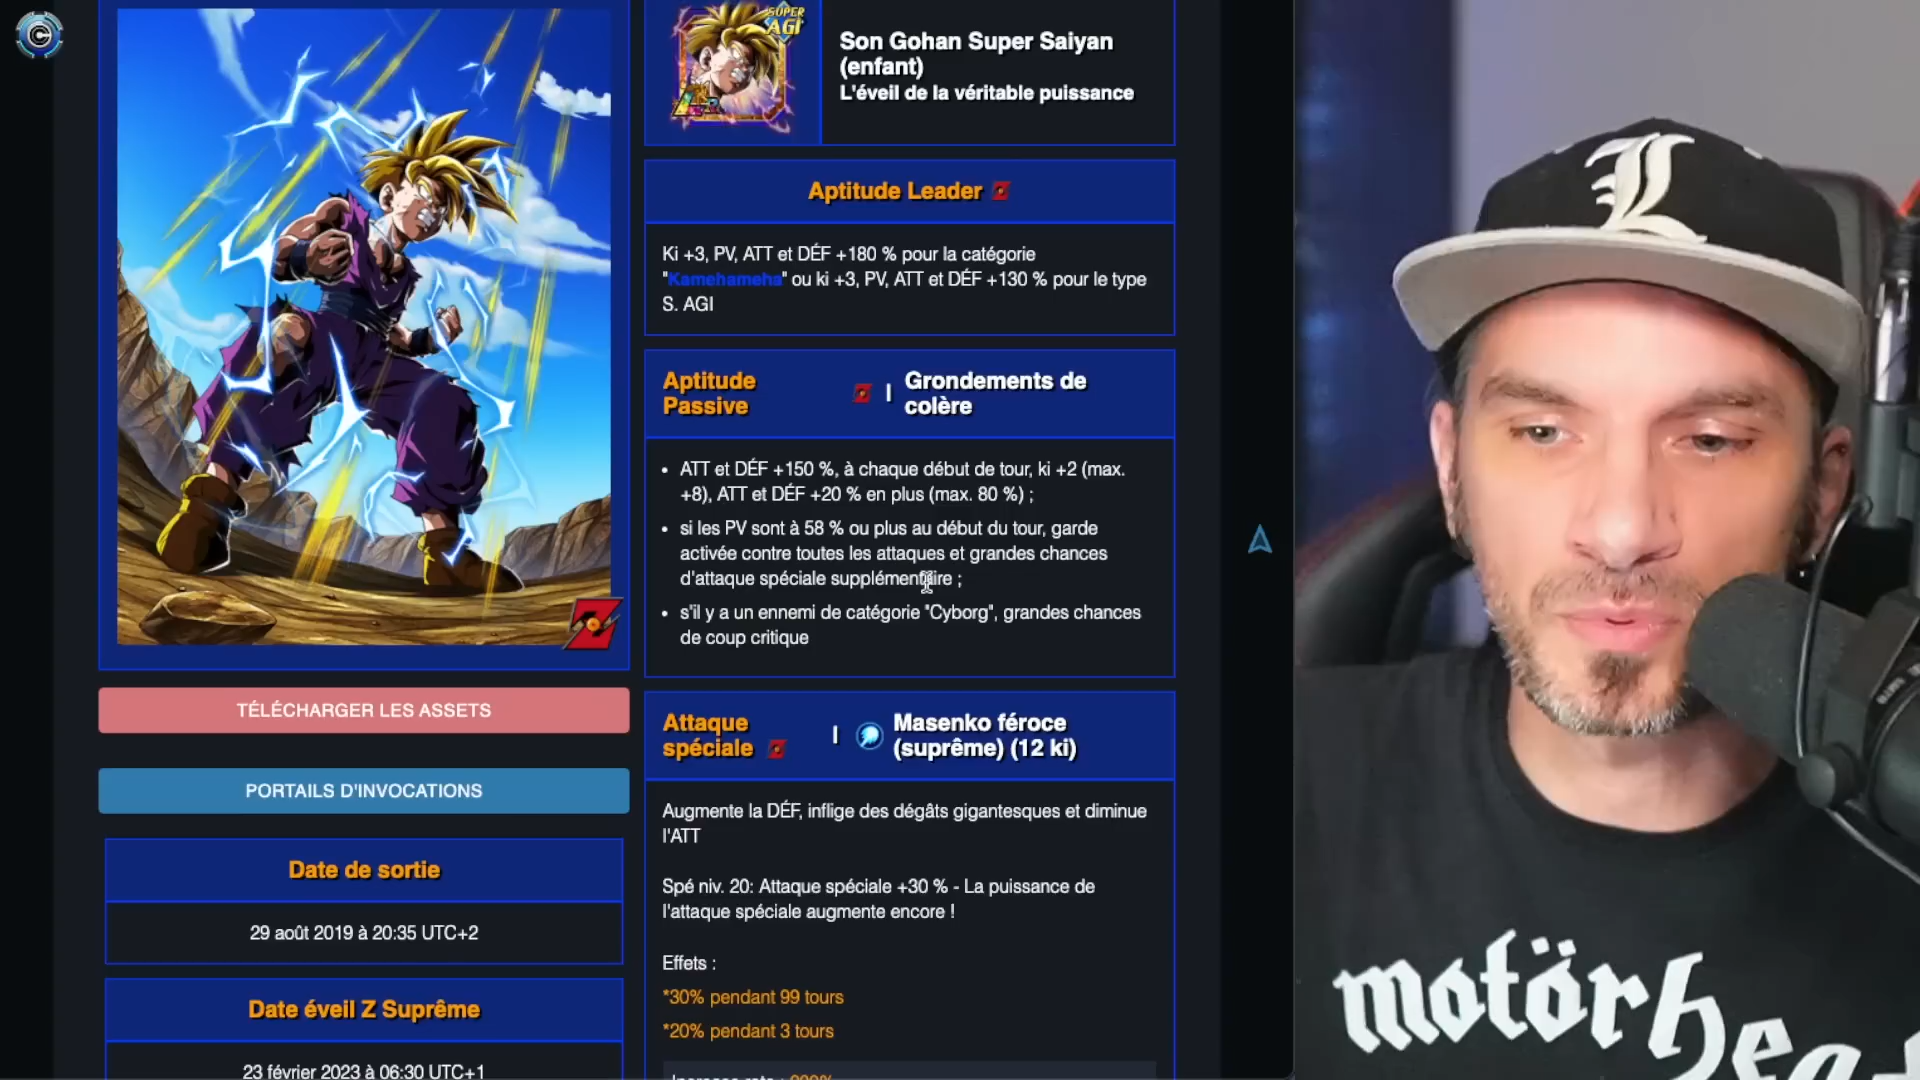 SUPER
AGI
LR
Son Gohan Super Saiyan
(enfant)
L'éveil de la véritable puissance
Aptitude Leader
Ki +3, PV, ATT et DÉF +180 % pour la catégorie
"Kamehameha" ou ki +3, PV, ATT et DÉF +130 % pour le type
S. AGI
Aptitude
Passive
Grondements de
colère
• ATT et DÉF +150 %, à chaque début de tour, ki +2 (max.
+8), ATT et DÉF +20 % en plus (max. 80 %) ;
• si les PV sont à 58 % ou plus au début du tour, garde
activée contre toutes les attaques et grandes chances
d'attaque spéciale supplémentaire ;
• s'il y a un ennemi de catégorie "Cyborg", grandes chances
de coup critique
Attaque
spéciale
Masenko féroce
(suprême) (12 ki)
Augmente la DÉF, inflige des dégâts gigantesques et diminue
l'ATT
Spé niv. 20: Attaque spéciale +30 % - La puissance de
l'attaque spéciale augmente encore !
Effets :
*30% pendant 99 tours
*20% pendant 3 tours
TÉLÉCHARGER LES ASSETS
PORTAILS D'INVOCATIONS
Date de sortie
29 août 2019 à 20:35 UTC+2
Date éveil Z Suprême
23 février 2023 à 06:30 UTC+1
L
motörhead